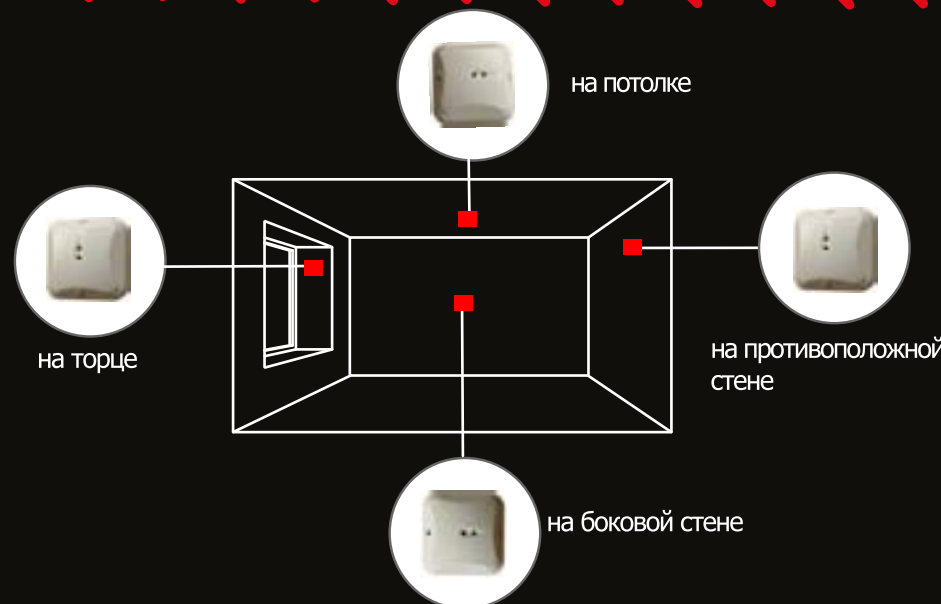 на потолке
на торце
на противоположной
стене
на боковой стене